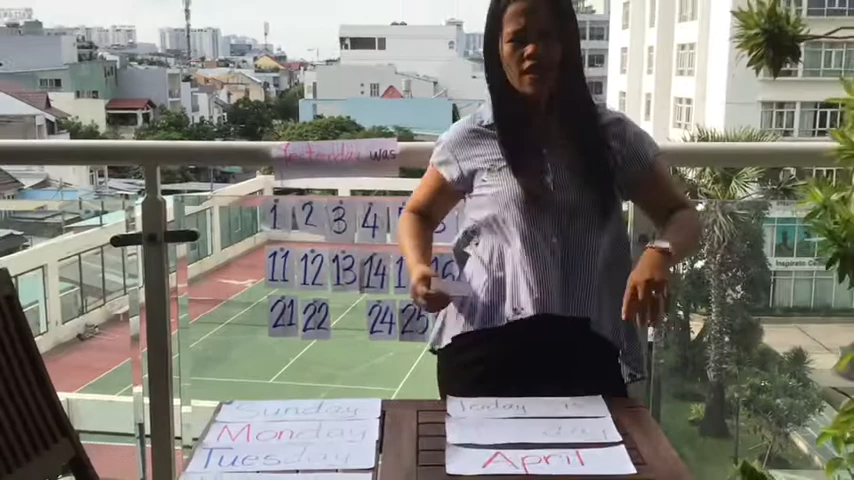 Yesterday was
1 2 3 4
11 12 13 14
21 22 24 25
Sunday
Monday
Tuesday
Today is
April